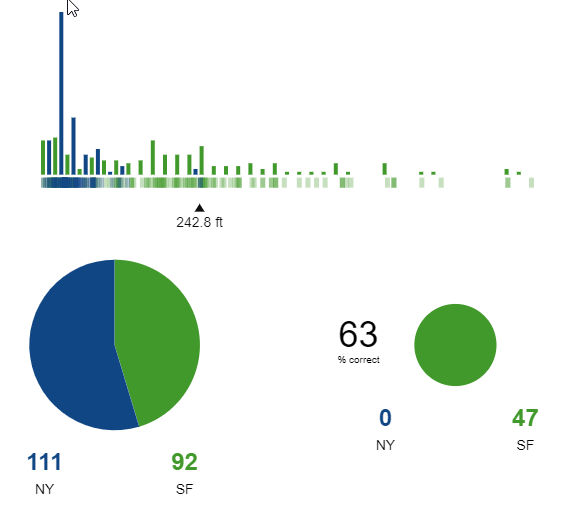 242.8 ft
63
% correct
0
47
NY
SF
111
92
NY
SF